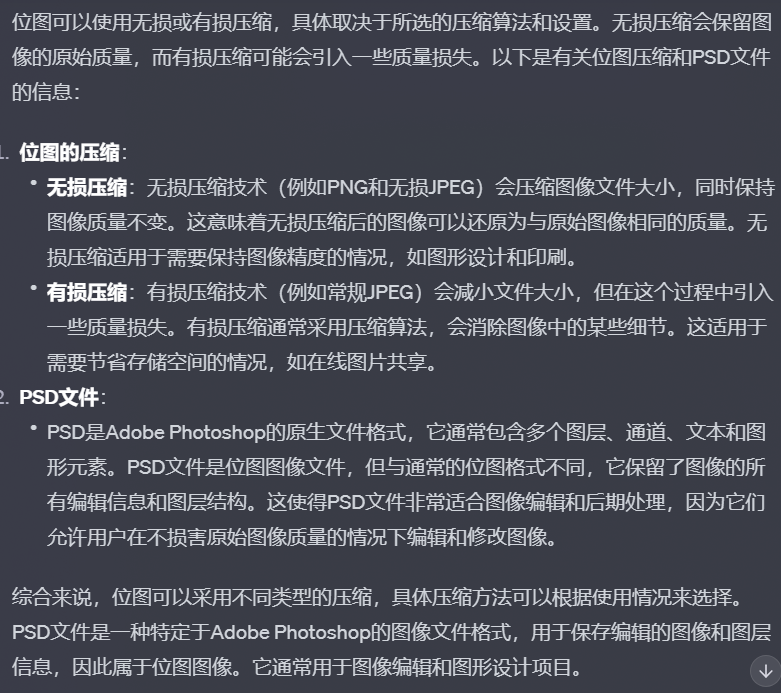 位图可以使用无损或有损压缩，具体取决于所选的压缩算法和设置。无损压缩会保留图
像的原始质量，而有损压缩可能会引入一些质量损失。以下是有关位图压缩和PSD文件
的信息：
1. 位图的压缩：
• 无损压缩：无损压缩技术（例如PNG和无损JPEG）会压缩图像文件大小，同时保持
图像质量不变。这意味着无损压缩后的图像可以还原为与原始图像相同的质量。无
损压缩适用于需要保持图像精度的情况，如图形设计和印刷。
• 有损压缩：有损压缩技术（例如常规JPEG）会减小文件大小，但在这个过程中引入
一些质量损失。有损压缩通常采用压缩算法，会消除图像中的某些细节。这适用于
需要节省存储空间的情况，如在线图片共享。
2. PSD文件：
• PSD是Adobe Photoshop的原生文件格式，它通常包含多个图层、通道、文本和图
形元素。PSD文件是位图图像文件，但与通常的位图格式不同，它保留了图像的所
有编辑信息和图层结构。这使得PSD文件非常适合图像编辑和后期处理，因为它们
允许用户在不损害原始图像质量的情况下编辑和修改图像。
综合来说，位图可以采用不同类型的压缩，具体压缩方法可以根据使用情况来选择。
PSD文件是一种特定于Adobe Photoshop的图像文件格式，用于保存编辑的图像和图层
信息，因此属于位图图像。它通常用于图像编辑和图形设计项目。